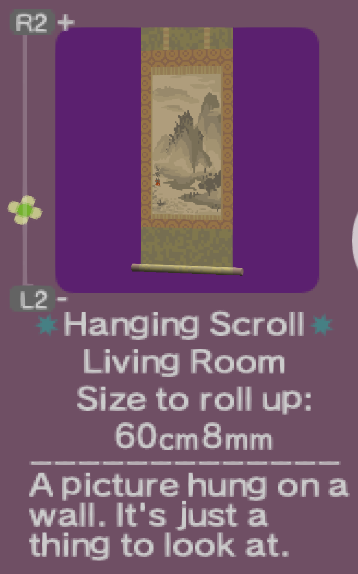 R2 +
L2 -
Hanging Scroll
Living Room
Size to roll up:
60cm8mm
A picture hung on a
wall. It's just a
thing to look at.